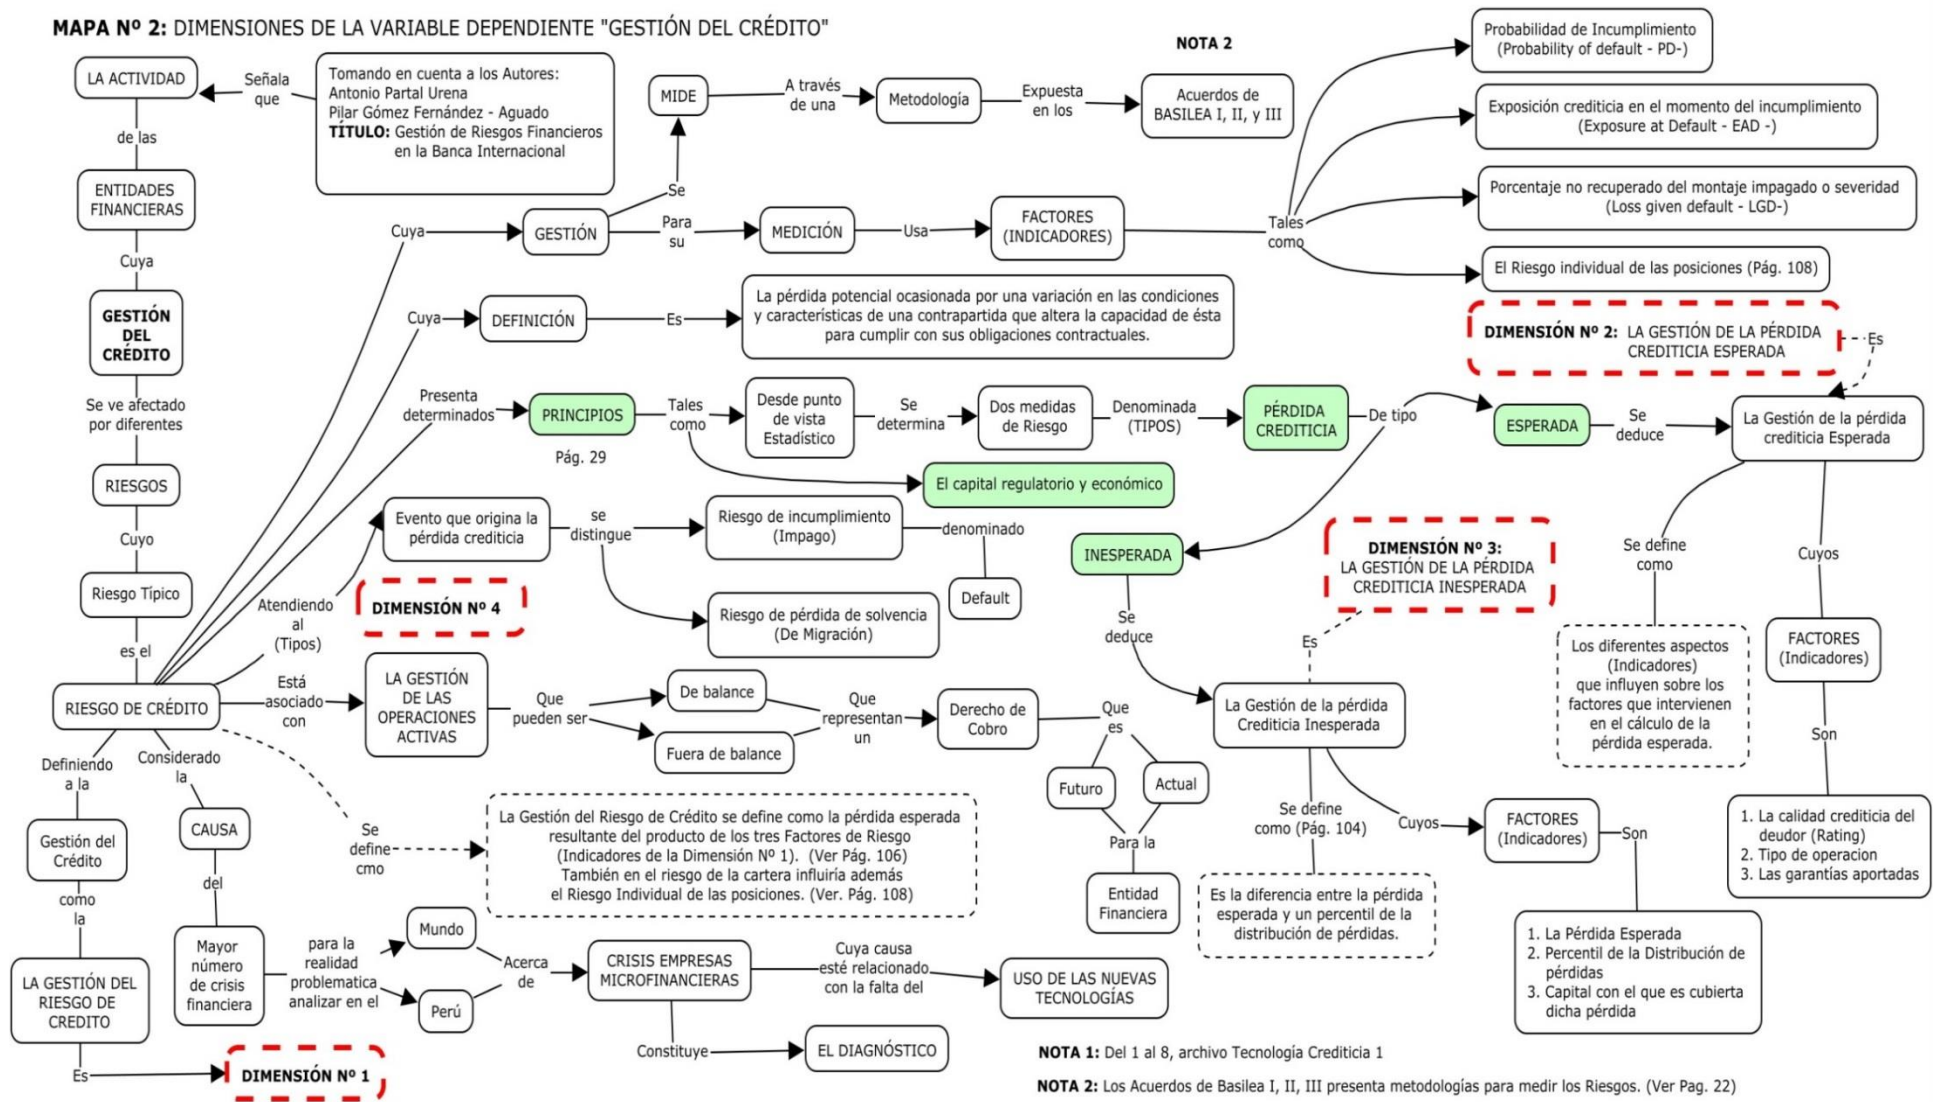 MAPA Nº 2: DIMENSIONES DE LA VARIABLE DEPENDIENTE "GESTIÓN DEL CRÉDITO"
LA ACTIVIDAD
Señala
que
Tomando en cuenta a los Autores:
Antonio Partal Urena
Pilar Gómez Fernández - Aguado
TÍTULO: Gestión de Riesgos Financieros
en la Banca Internacional
de las
ENTIDADES
FINANCIERAS
Cuya
GESTIÓN
DEL
CRÉDITO
Se ve afectado
por diferentes
RIESGOS
Cuyo
Riesgo Típico
es el
RIESGO DE CRÉDITO
Cuya
GESTIÓN
Se
MIDE
A través
de una
Metodología
Expuesta
en los
NOTA 2
Acuerdos de
BASILEA I, II, y III
Para
su
MEDICIÓN
Usa
FACTORES
(INDICADORES)
Tales
como
Probabilidad de Incumplimiento
(Probability of default - PD-)
Exposición crediticia en el momento del incumplimiento
(Exposure at Default - EAD -)
Porcentaje no recuperado del montaje impagado o severidad
(Loss given default - LGD-)
El Riesgo individual de las posiciones (Pág. 108)
Cuya
DEFINICIÓN
Es
La pérdida potencial ocasionada por una variación en las condiciones
y características de una contrapartida que altera la capacidad de ésta
para cumplir con sus obligaciones contractuales.
Presenta
determinados
PRINCIPIOS
Pág. 29
Tales
como
Desde punto
de vista
Estadístico
Se
determina
Dos medidas
de Riesgo
Denominada
(TIPOS)
PÉRDIDA
CREDITICIA
De tipo
ESPERADA
Se
deduce
La Gestión de la pérdida
crediticia Esperada
DIMENSIÓN Nº 2: LA GESTIÓN DE LA PÉRDIDA
CREDITICIA ESPERADA
Es
El capital regulatorio y económico
INESPERADA
DIMENSIÓN Nº 3:
LA GESTIÓN DE LA PÉRDIDA
CREDITICIA INESPERADA
Se define
como
Los diferentes aspectos
(Indicadores)
que influyen sobre los
factores que intervienen
en el cálculo de la
pérdida esperada.
Cuyos
FACTORES
(Indicadores)
Son
1. La calidad crediticia del
deudor (Rating)
2. Tipo de operacion
3. Las garantías aportadas
Atendiendo
al
(Tipos)
Evento que origina la
pérdida crediticia
DIMENSIÓN Nº 4
se
distingue
Riesgo de incumplimiento
(Impago)
denominado
Default
Riesgo de pérdida de solvencia
(De Migración)
Se
deduce
Es
La Gestión de la pérdida
Crediticia Inesperada
Se define
como (Pág. 104)
Es la diferencia entre la pérdida
esperada y un percentil de la
distribución de pérdidas.
Cuyos
FACTORES
(Indicadores)
Son
1. La Pérdida Esperada
2. Percentil de la Distribución de
pérdidas
3. Capital con el que es cubierta
dicha pérdida
Está
asociado
con
LA GESTIÓN
DE LAS
OPERACIONES
ACTIVAS
Que
pueden ser
De balance
Fuera de balance
Que
representan
un
Derecho de
Cobro
Que
es
Futuro
Actual
Para la
Entidad
Financiera
Se
define
cmo
La Gestión del Riesgo de Crédito se define como la pérdida esperada
resultante del producto de los tres Factores de Riesgo
(Indicadores de la Dimensión Nº 1). (Ver Pág. 106)
También en el riesgo de la cartera influiría además
el Riesgo Individual de las posiciones. (Ver. Pág. 108)
Definiendo
a la
Gestión del
Crédito
como
la
LA GESTIÓN DEL
RIESGO DE
CREDITO
Es
DIMENSIÓN Nº 1
Considerado
la
CAUSA
del
Mayor
número
de crisis
financiera
para la
realidad
problematica
analizar en el
Mundo
Perú
Acerca
de
CRISIS EMPRESAS
MICROFINANCIERAS
Cuya causa
esté relacionado
con la falta del
USO DE LAS NUEVAS
TECNOLOGÍAS
Constituye
EL DIAGNÓSTICO
NOTA 1: Del 1 al 8, archivo Tecnología Crediticia 1
NOTA 2: Los Acuerdos de Basilea I, II, III presenta metodologías para medir los Riesgos. (Ver Pag. 22)